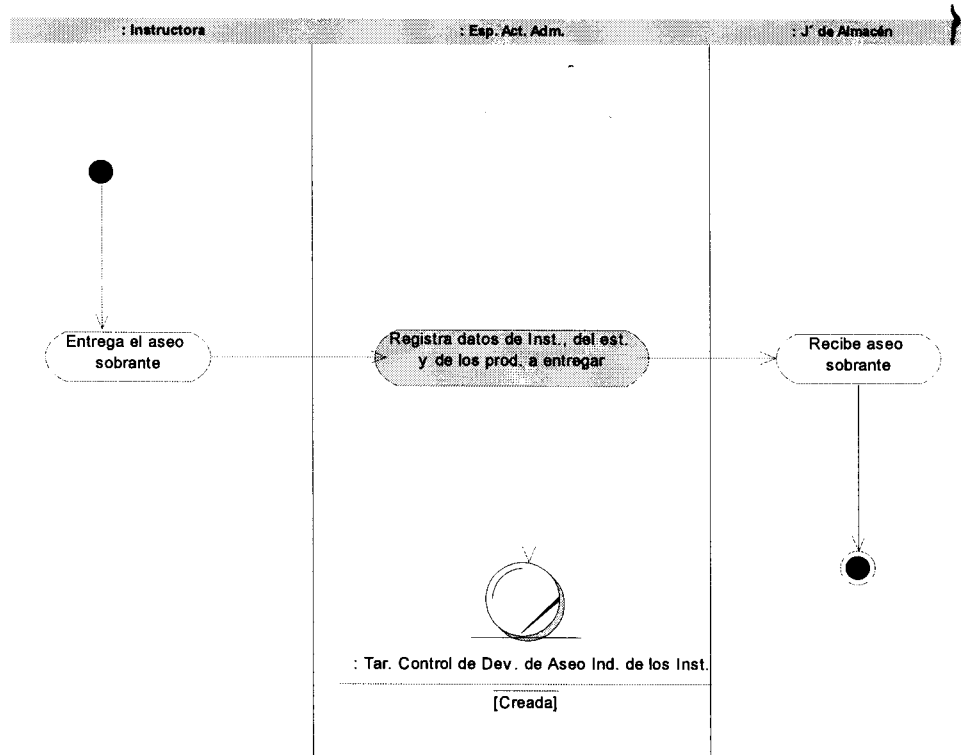 : Instructora
: Esp. Act. Adm.
: J' de Almacén
Entrega el aseo
sobrante
Registra datos de Inst., del est.
y de los prod. a entregar
Recibe aseo
sobrante
: Tar. Control de Dev. de Aseo Ind. de los Inst.
[Creada]